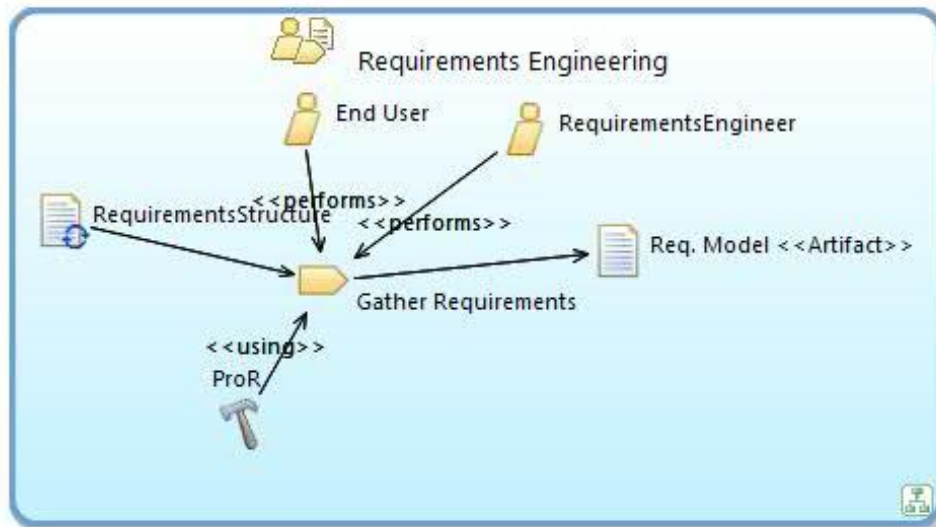 Requirements Engineering
End User
RequirementsEngineer
<<performs>>
RequirementsStructure
<<performs>>
Req. Model <<Artifact>>
Gather Requirements
<<using>>
ProR